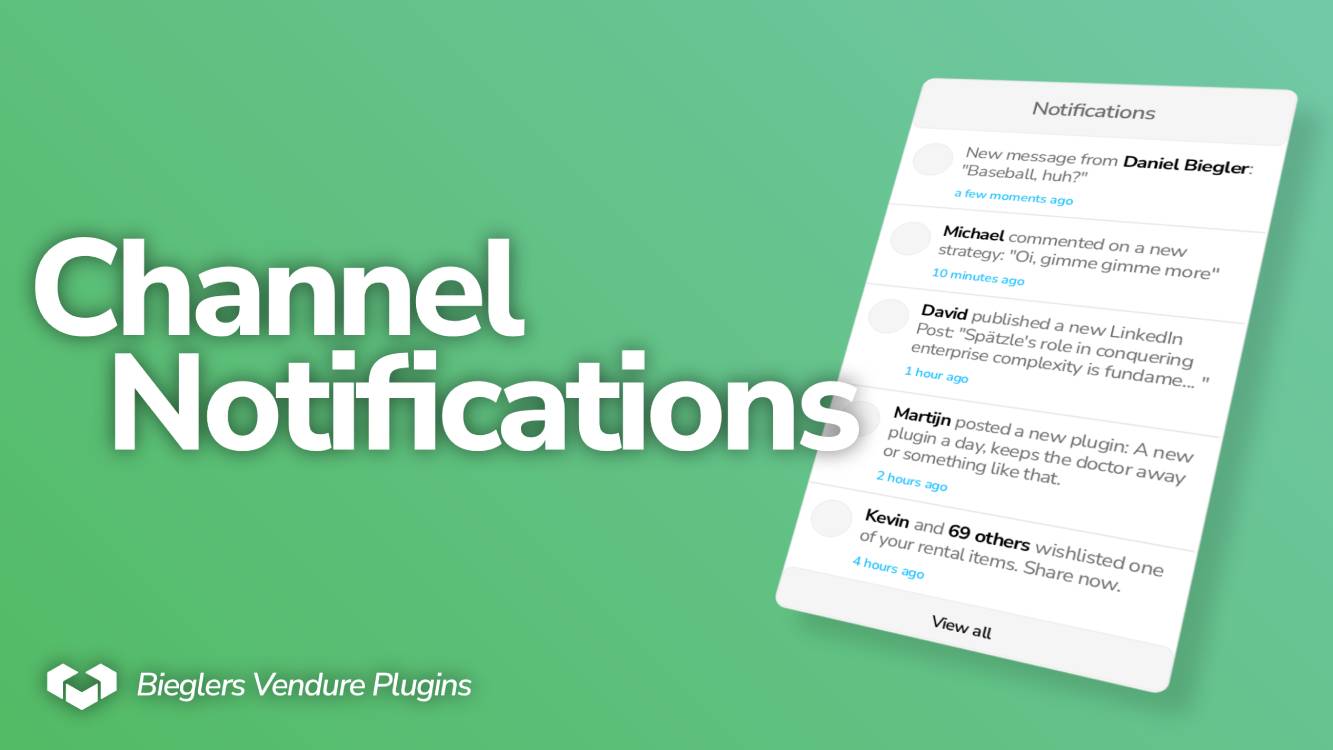 Channel
Notifications
Notifications
New message from Daniel Biegler:
"Baseball, huh?"
a few moments ago
Michael commented on a new
strategy: "Oi, gimme gimme more"
10 minutes ago
David published a new LinkedIn
Post: "Spätzle's role in conquering
enterprise complexity is fundame... "
1 hour ago
Martijn posted a new plugin: A new
plugin a day, keeps the doctor away
or something like that.
2 hours ago
Kevin and 69 others wishlisted one
of your rental items. Share now.
4 hours ago
View all
Bieglers Vendure Plugins